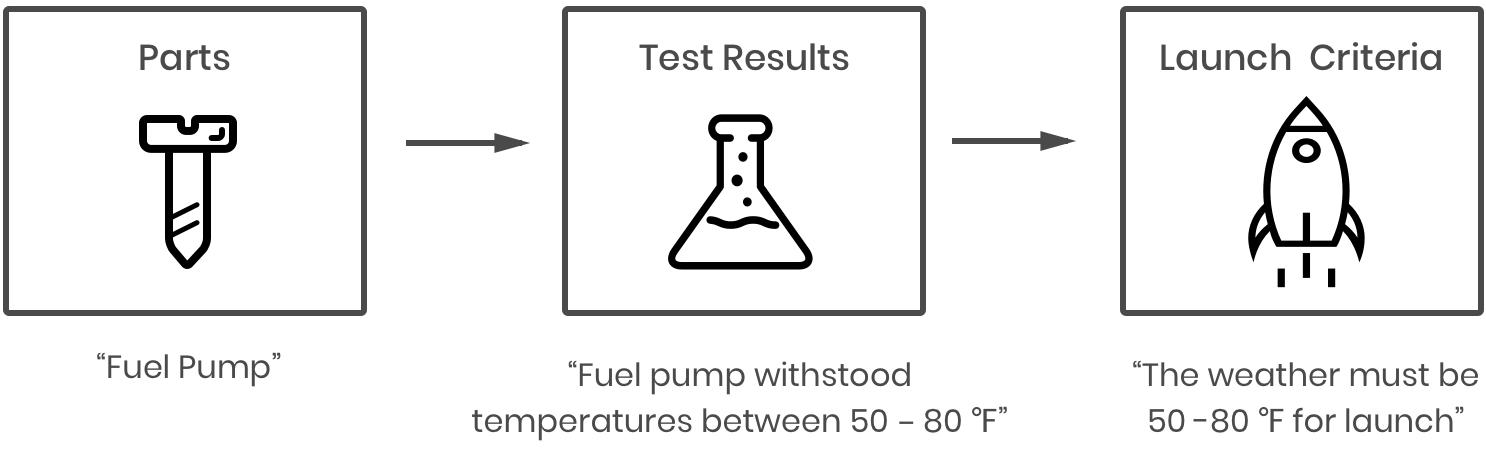 Parts
Test Results
Launch Criteria
“Fuel Pump”
“Fuel pump withstood
temperatures between 50 – 80 °F”
“The weather must be
50 -80 °F for launch”